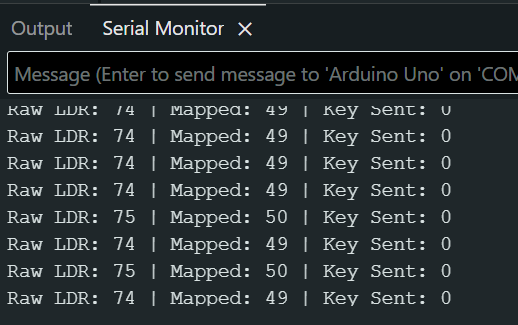 Output Serial Monitor ×
Message (Enter to send message to 'Arduino Uno' on 'COM
Raw LDR: 74 | Mapped: 49 | Key Sent: 0
Raw LDR: 74 | Mapped: 49 | Key Sent: 0
Raw LDR: 74 | Mapped: 49 | Key Sent: 0
Raw LDR: 74 | Mapped: 49 | Key Sent: 0
Raw LDR: 75 | Mapped: 50 | Key Sent: 0
Raw LDR: 74 | Mapped: 49 | Key Sent: 0
Raw LDR: 75 | Mapped: 50 | Key Sent: 0
Raw LDR: 74 | Mapped: 49 | Key Sent: 0